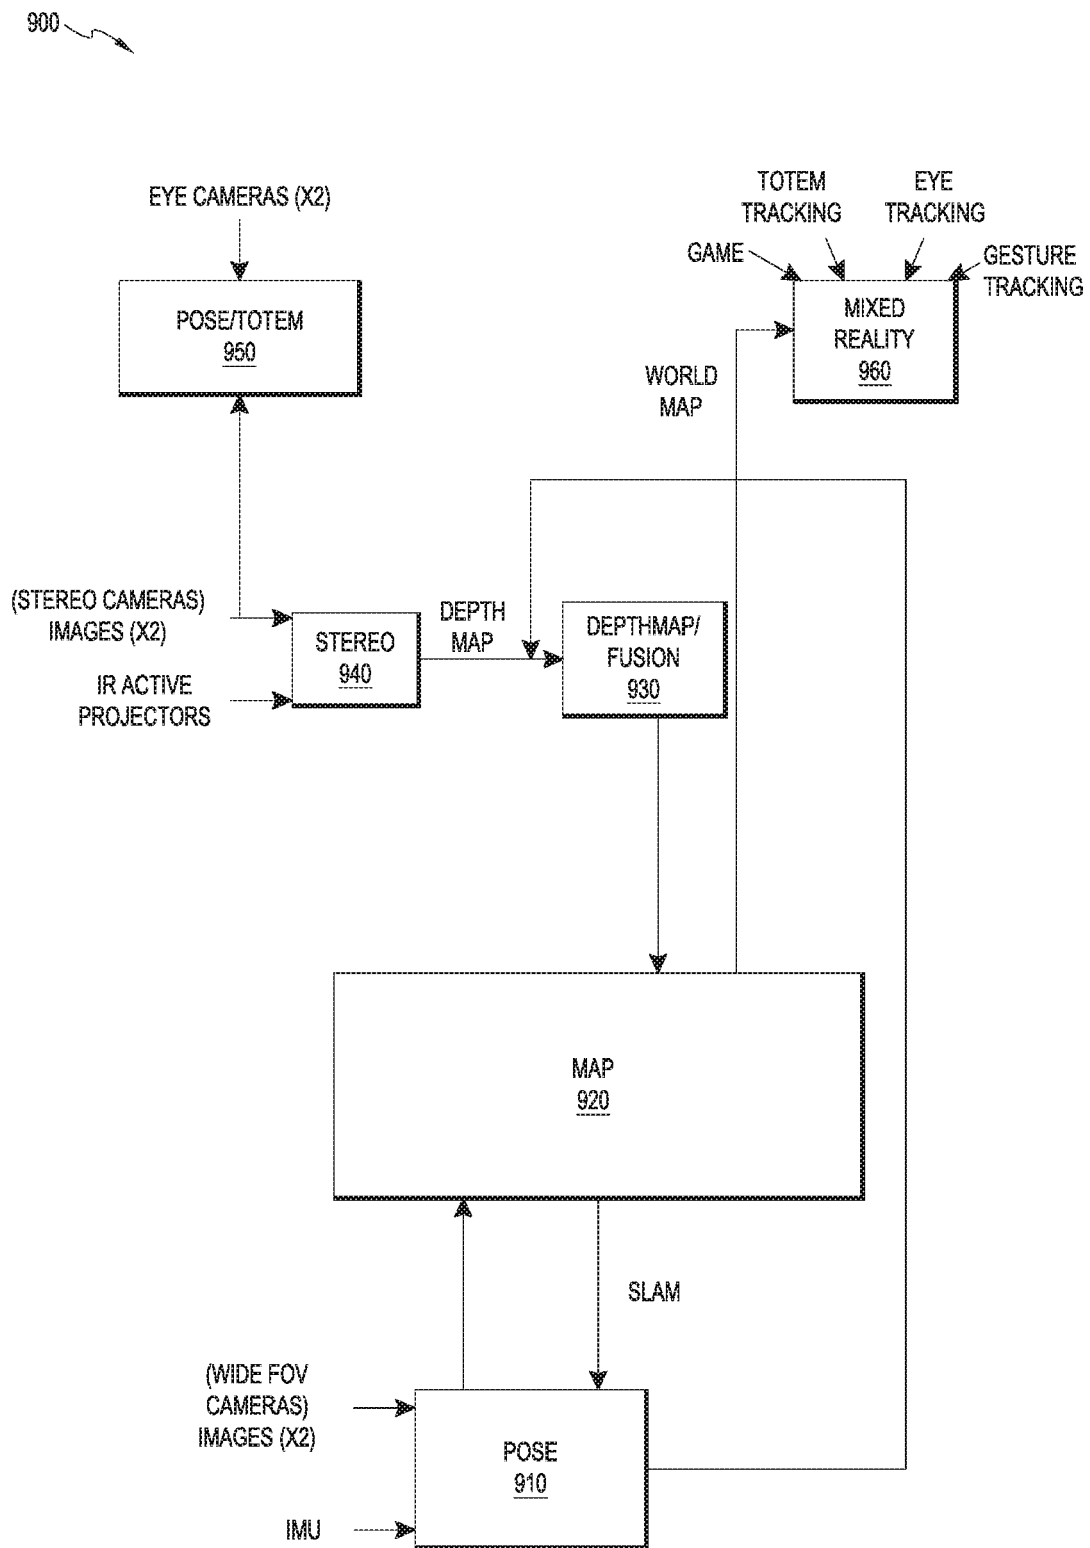 900
EYE CAMERAS (X2)
POSE/TOTEM
950
TOTEM
TRACKING
EYE
TRACKING
GAME
GESTURE
TRACKING
MIXED
REALITY
960
WORLD
MAP
(STEREO CAMERAS)
IMAGES (X2)
IR ACTIVE
PROJECTORS
STEREO
940
DEPTH
MAP
DEPTHMAP/
FUSION
930
MAP
920
SLAM
(WIDE FOV
CAMERAS)
IMAGES (X2)
IMU
POSE
910